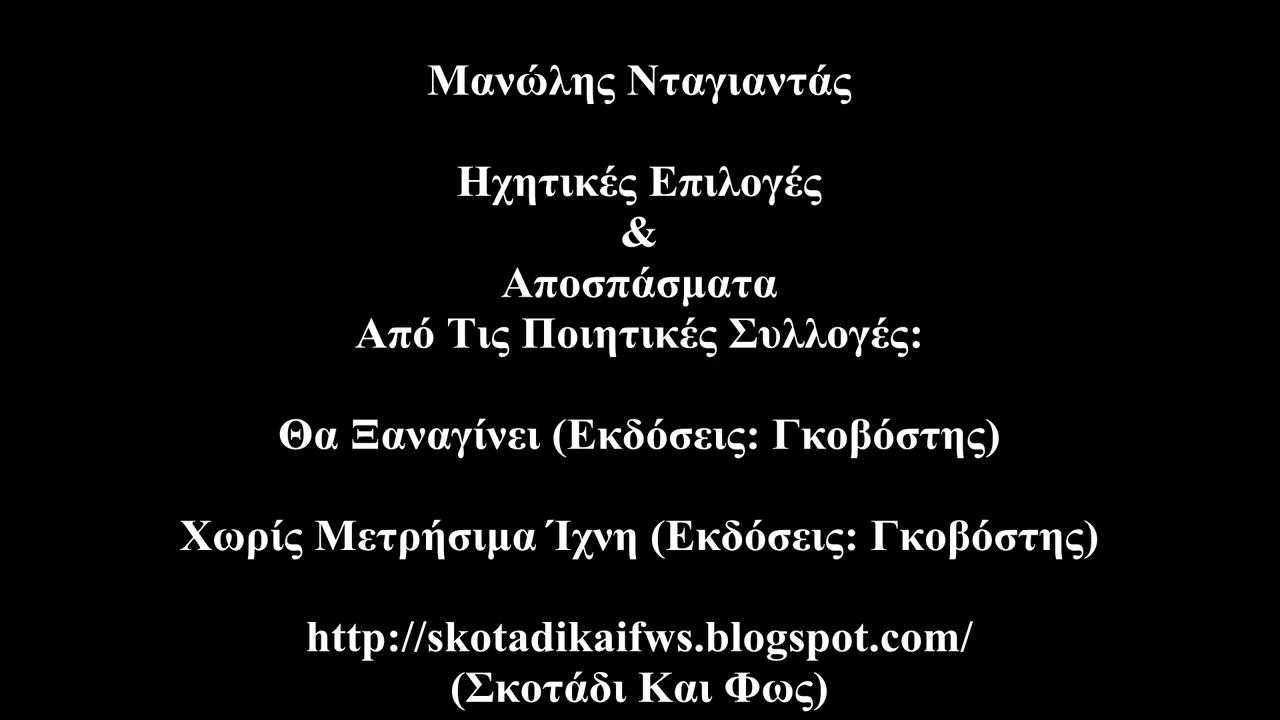 Μανώλης Νταγιαντάς
Ηχητικές Επιλογές
&
Αποσπάσματα
Από Τις Ποιητικές Συλλογές:
Θα Ξαναγίνει (Εκδόσεις: Γκοβόστης)
Χωρίς Μετρήσιμα Ίχνη (Εκδόσεις: Γκοβόστης)
http://skotadikaifws.blogspot.com/
(Σκοτάδι Και Φως)